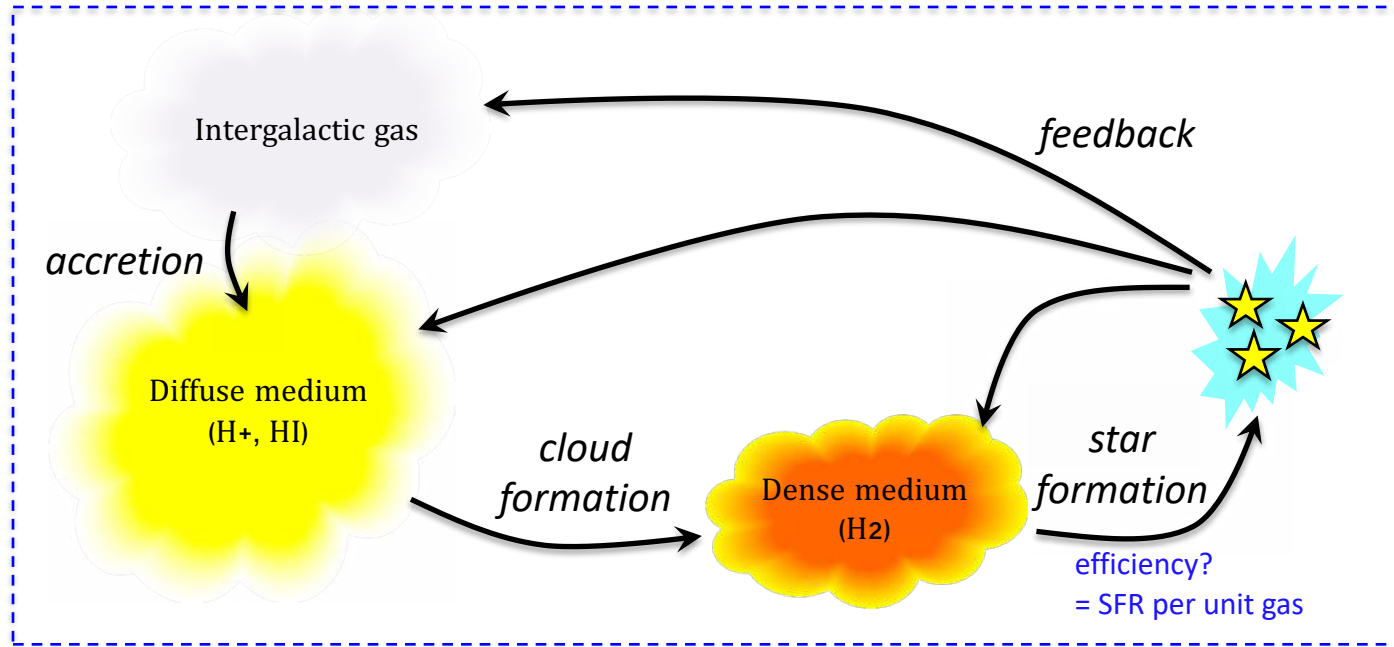 Intergalactic gas
feedback
accretion
Diffuse medium
(H+, HI)
cloud
formation
Dense medium
(H2)
star
formation
efficiency?
= SFR per unit gas